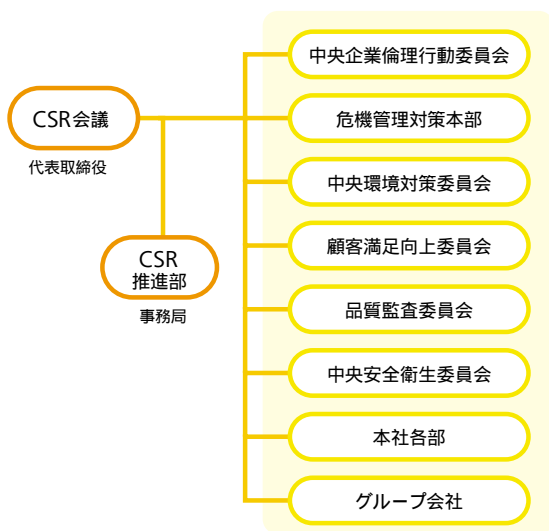 CSR会議
代表取締役
CSR
推進部
事務局
中央企業倫理行動委員会
危機管理対策本部
中央環境対策委員会
顧客満足向上委員会
品質監査委員会
中央安全衛生委員会
本社各部
グループ会社